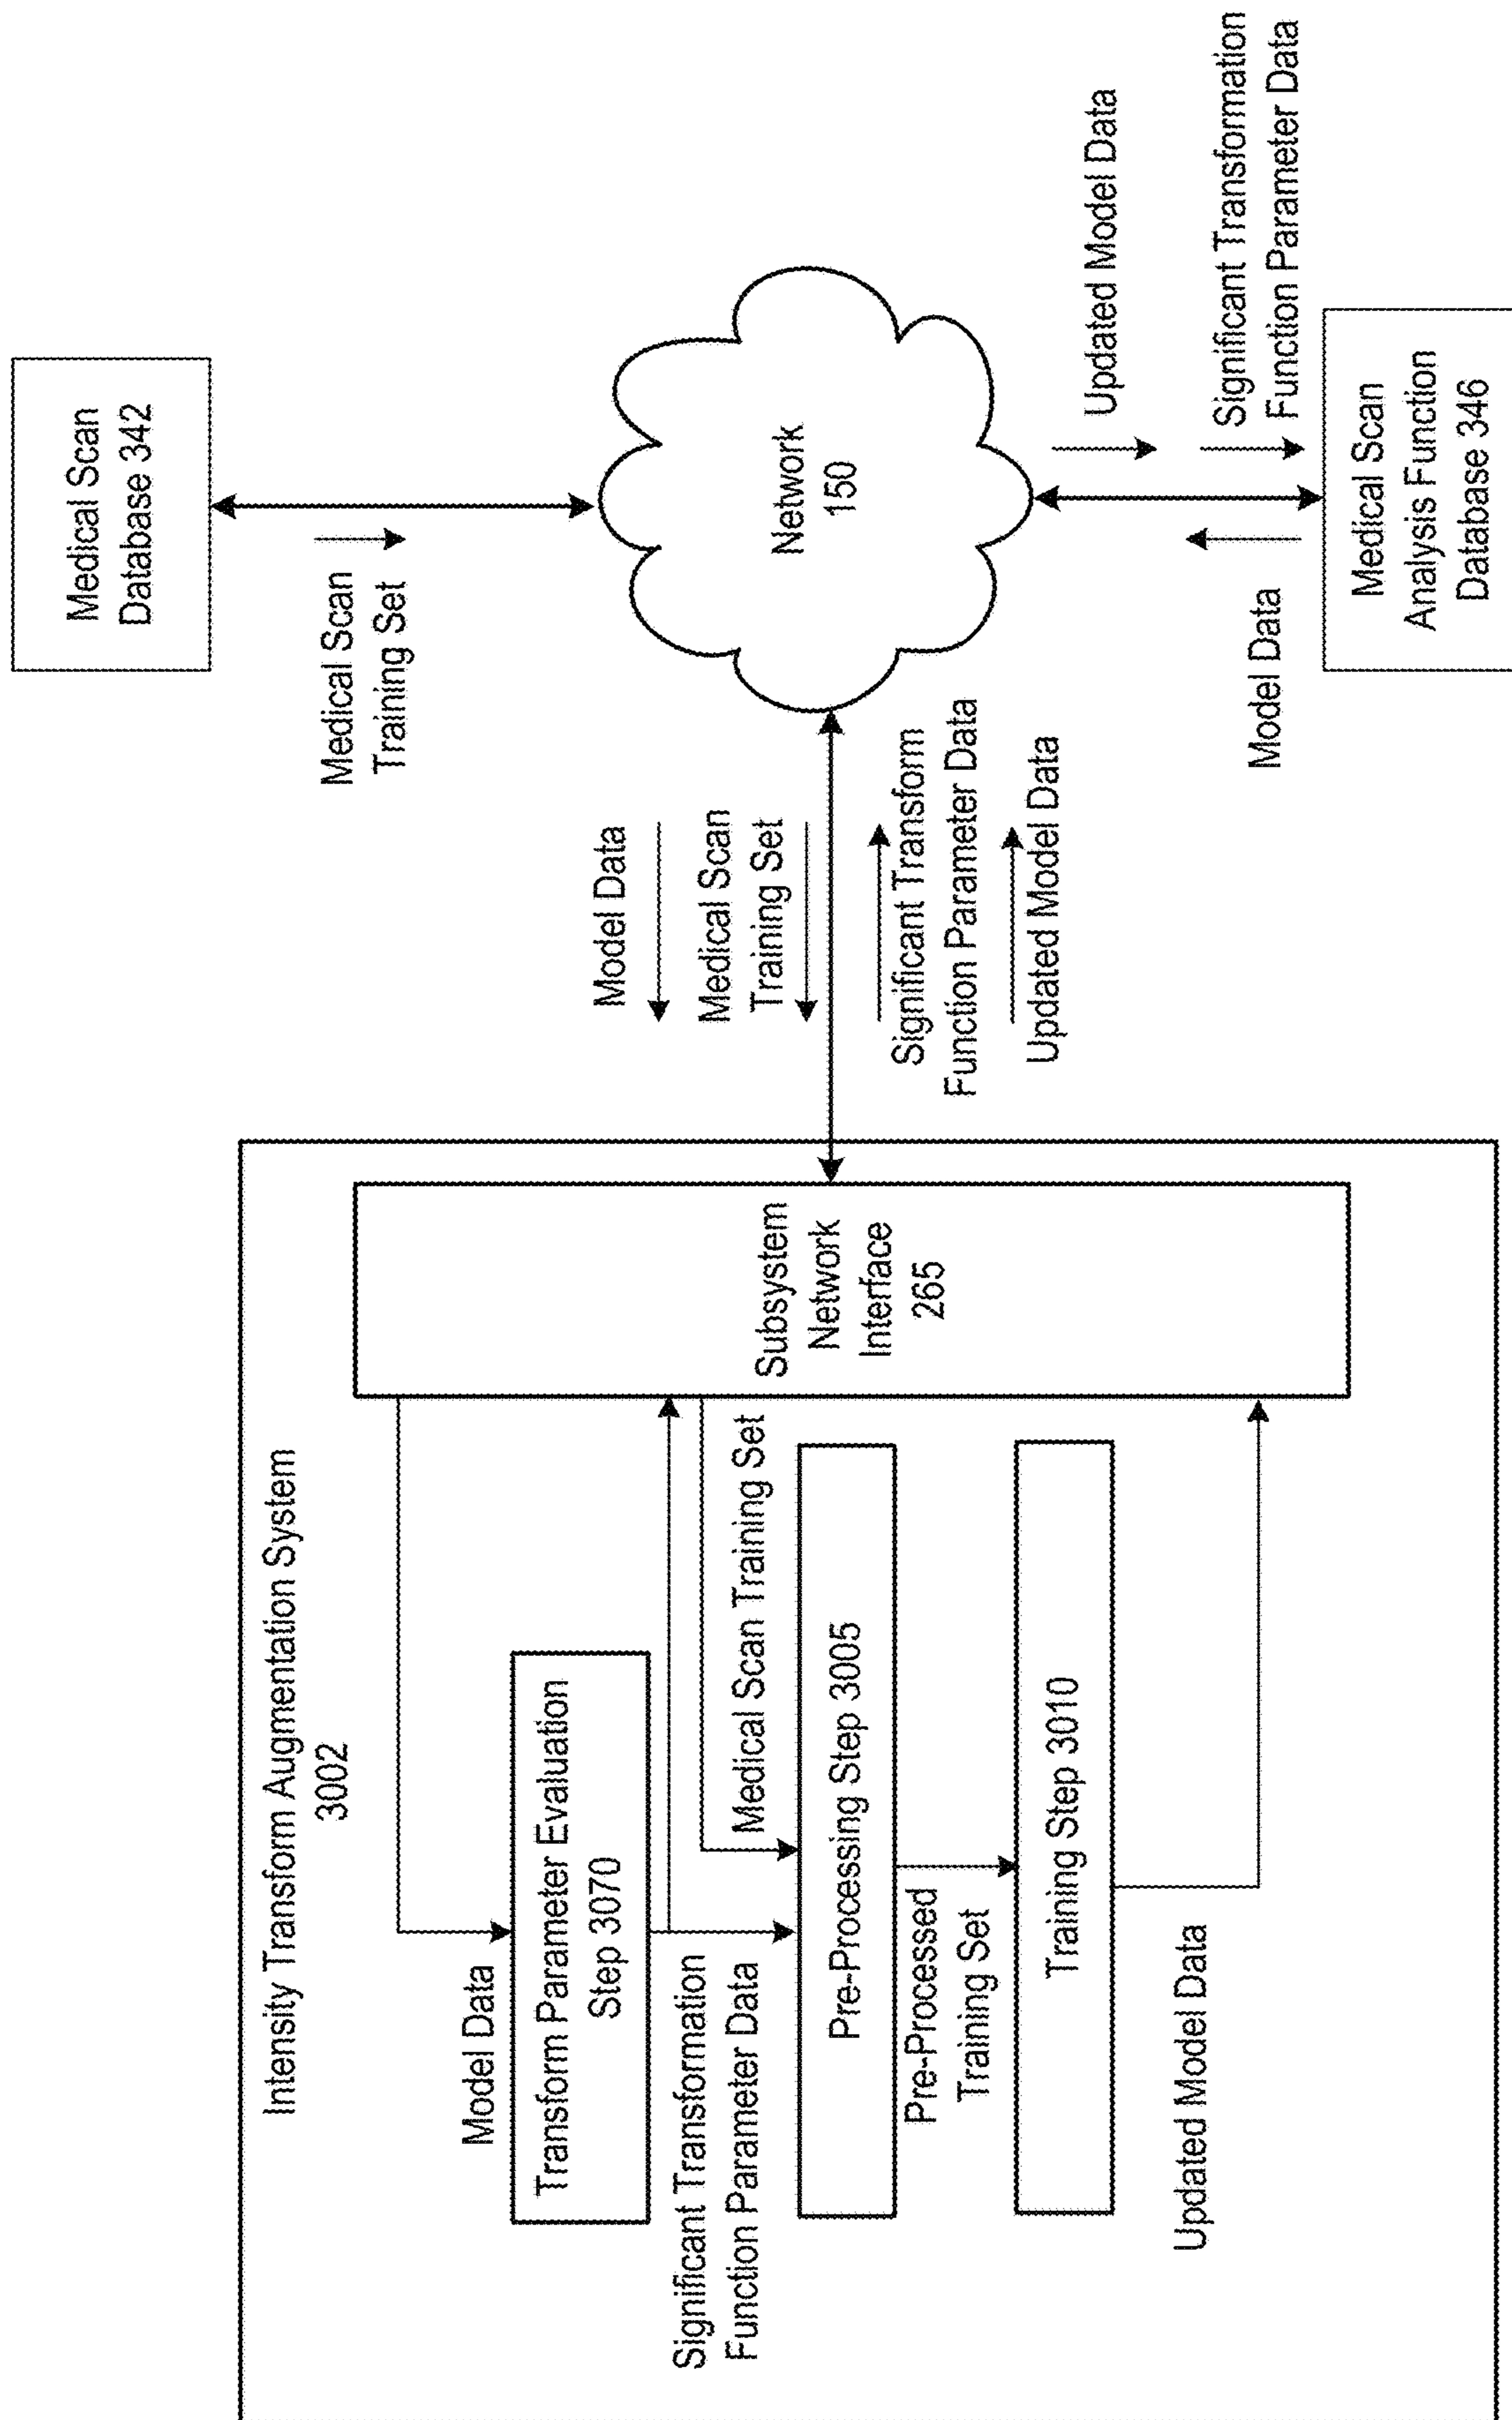 Intensity Transform Augmentation System
3002
Model Data
Transform Parameter Evaluation
Step 3070
Significant Transformation
Function Parameter Data
Medical Scan Training Set
Pre-Processing Step 3005
Pre-Processed
Training Set
Training Step 3010
Updated Model Data
Subsystem
Network
Interface
265
Model Data
Medical Scan
Training Set
Significant Transform
Function Parameter Data
Updated Model Data
Medical Scan
Database 342
Medical Scan
Training Set
Network
150
Updated Model Data
Significant Transformation
Function Parameter Data
Model Data
Medical Scan
Analysis Function
Database 346